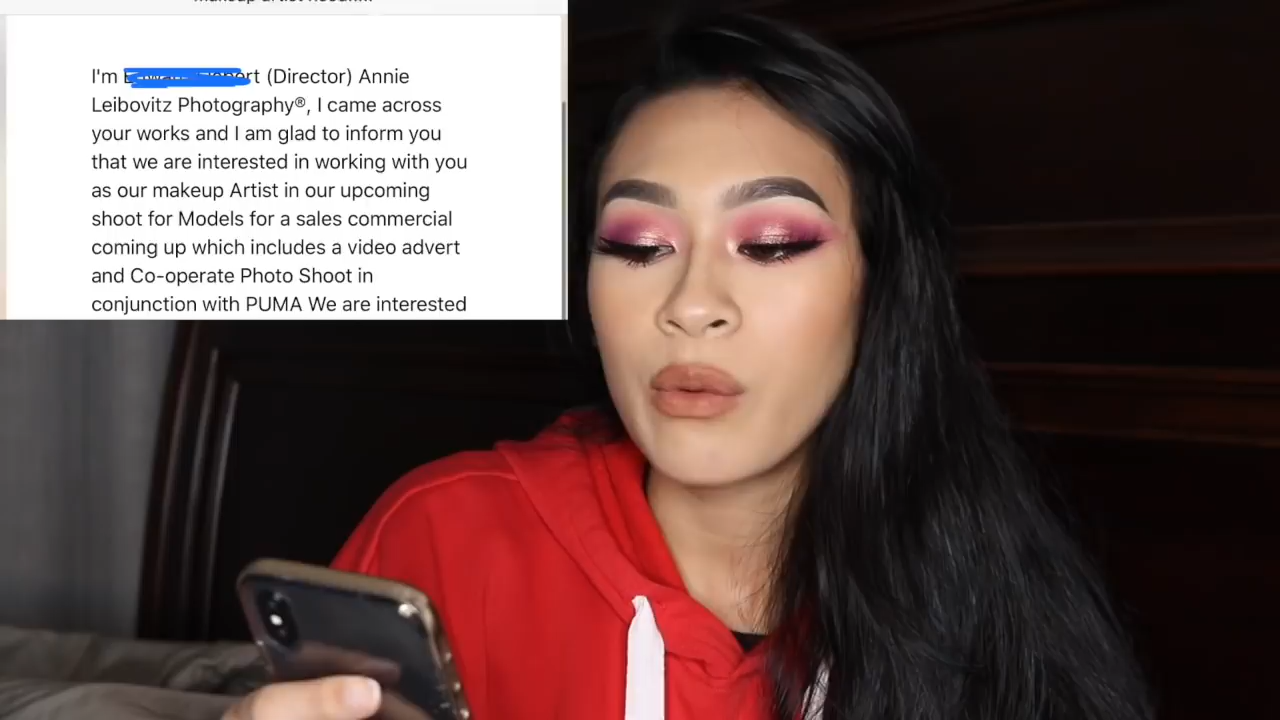 I'm (Director) Annie
Leibovitz Photography®, I came across
your works and I am glad to inform you
that we are interested in working with you
as our makeup Artist in our upcoming
shoot for Models for a sales commercial
coming up which includes a video advert
and Co-operate Photo Shoot in
conjunction with PUMA We are interested